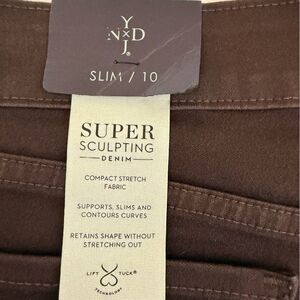 Y
N×D
J®
SLIM / 10
SUPER
SCULPTING
DENIM
COMPACT STRETCH
FABRIC
SUPPORTS, SLIMS AND
CONTOURS CURVES
RETAINS SHAPE WITHOUT
STRETCHING OUT
LIFT TUCK®
TECHNOLOGY